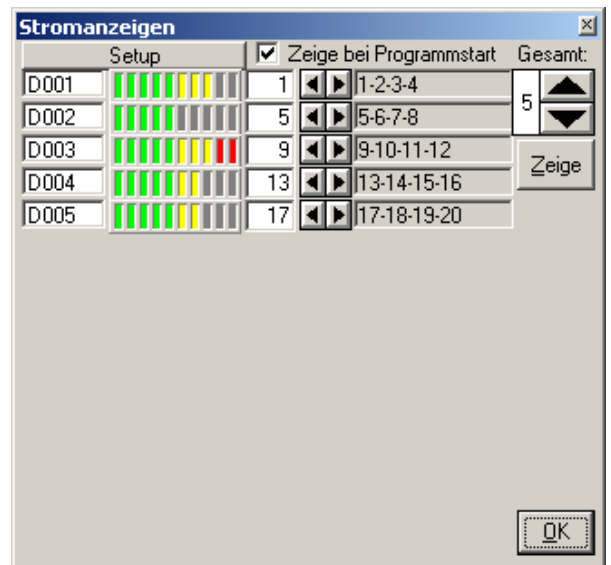 Stromanzeigen
Setup Zeige bei Programmstart Gesamt:
D001 1 1-2-3-4
D002 5 5-6-7-8 5
D003 9 9-10-11-12 Zeige
D004 13 13-14-15-16
D005 17 17-18-19-20
OK